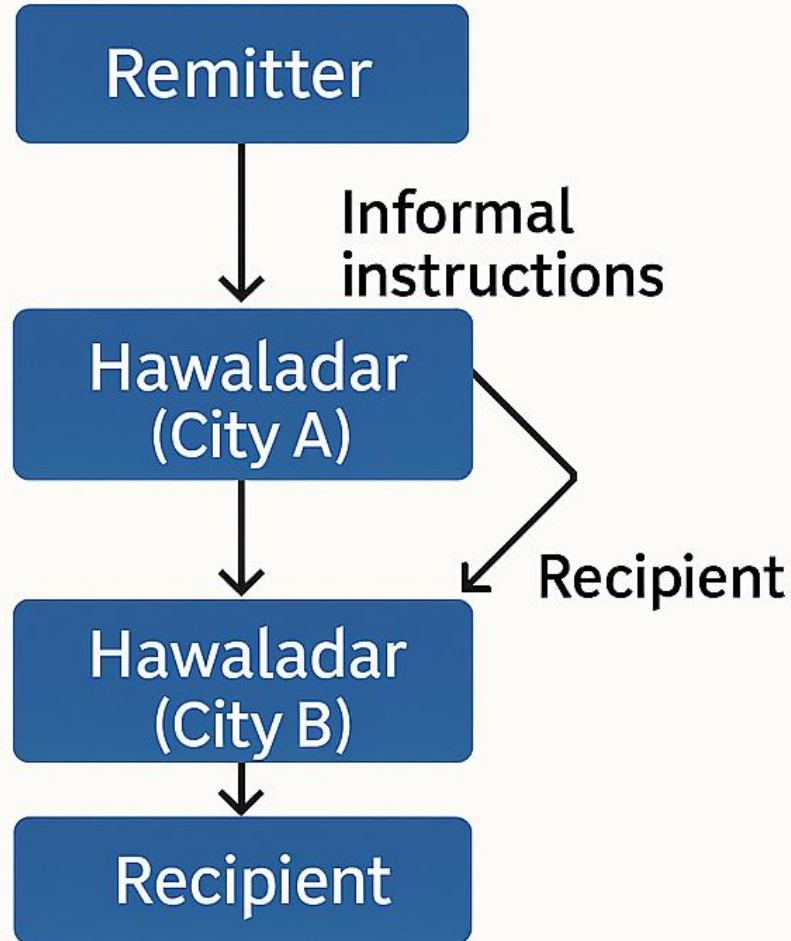 Remitter
Informal
instructions
Hawaladar
(City A)
Recipient
Hawaladar
(City B)
Recipient